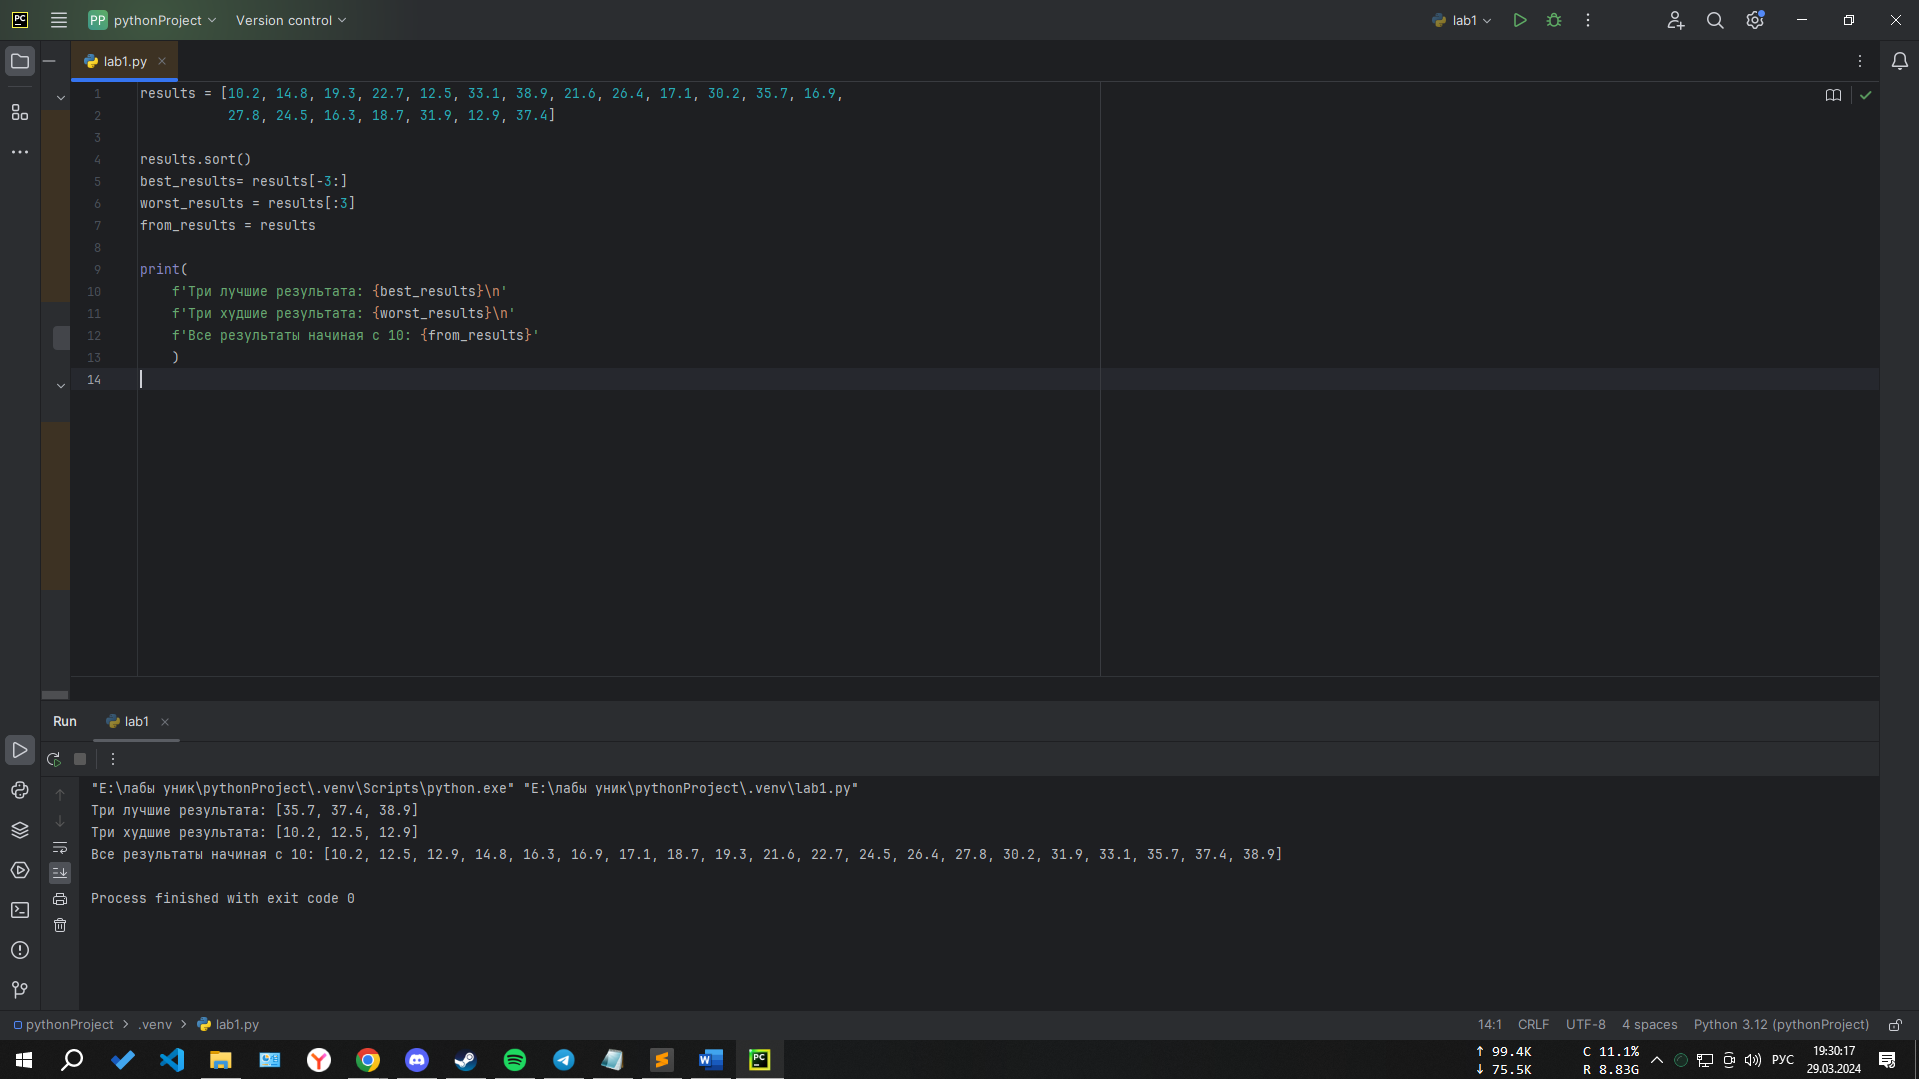 PC
PP pythonProject Version control lab1
lab1.py
1 results = [10.2, 14.8, 19.3, 22.7, 12.5, 33.1, 38.9, 21.6, 26.4, 17.1, 30.2, 35.7, 16.9,
2 27.8, 24.5, 16.3, 18.7, 31.9, 12.9, 37.4]
3
4 results.sort()
5 best_results= results[-3:]
6 worst_results = results[:3]
7 from_results = results
8
9 print(
10 f'Три лучшие результата: {best_results}\n'
11 f'Три худшие результата: {worst_results}\n'
12 f'Все результаты начиная с 10: {from_results}'
13 )
14
Run lab1
"E:\лабы уник\pythonProject\.venv\Scripts\python.exe" "E:\лабы уник\pythonProject\.venv\lab1.py"
Три лучшие результата: [35.7, 37.4, 38.9]
Три худшие результата: [10.2, 12.5, 12.9]
Все результаты начиная с 10: [10.2, 12.5, 12.9, 14.8, 16.3, 16.9, 17.1, 18.7, 19.3, 21.6, 22.7, 24.5, 26.4, 27.8, 30.2, 31.9, 33.1, 35.7, 37.4, 38.9]
Process finished with exit code 0
pythonProject > .venv > lab1.py 14:1 CRLF UTF-8 4 spaces Python 3.12 (pythonProject)
↑ 99.4K C 11.1% 19:30:17
↓ 75.5K R 8.83G РУС 29.03.2024